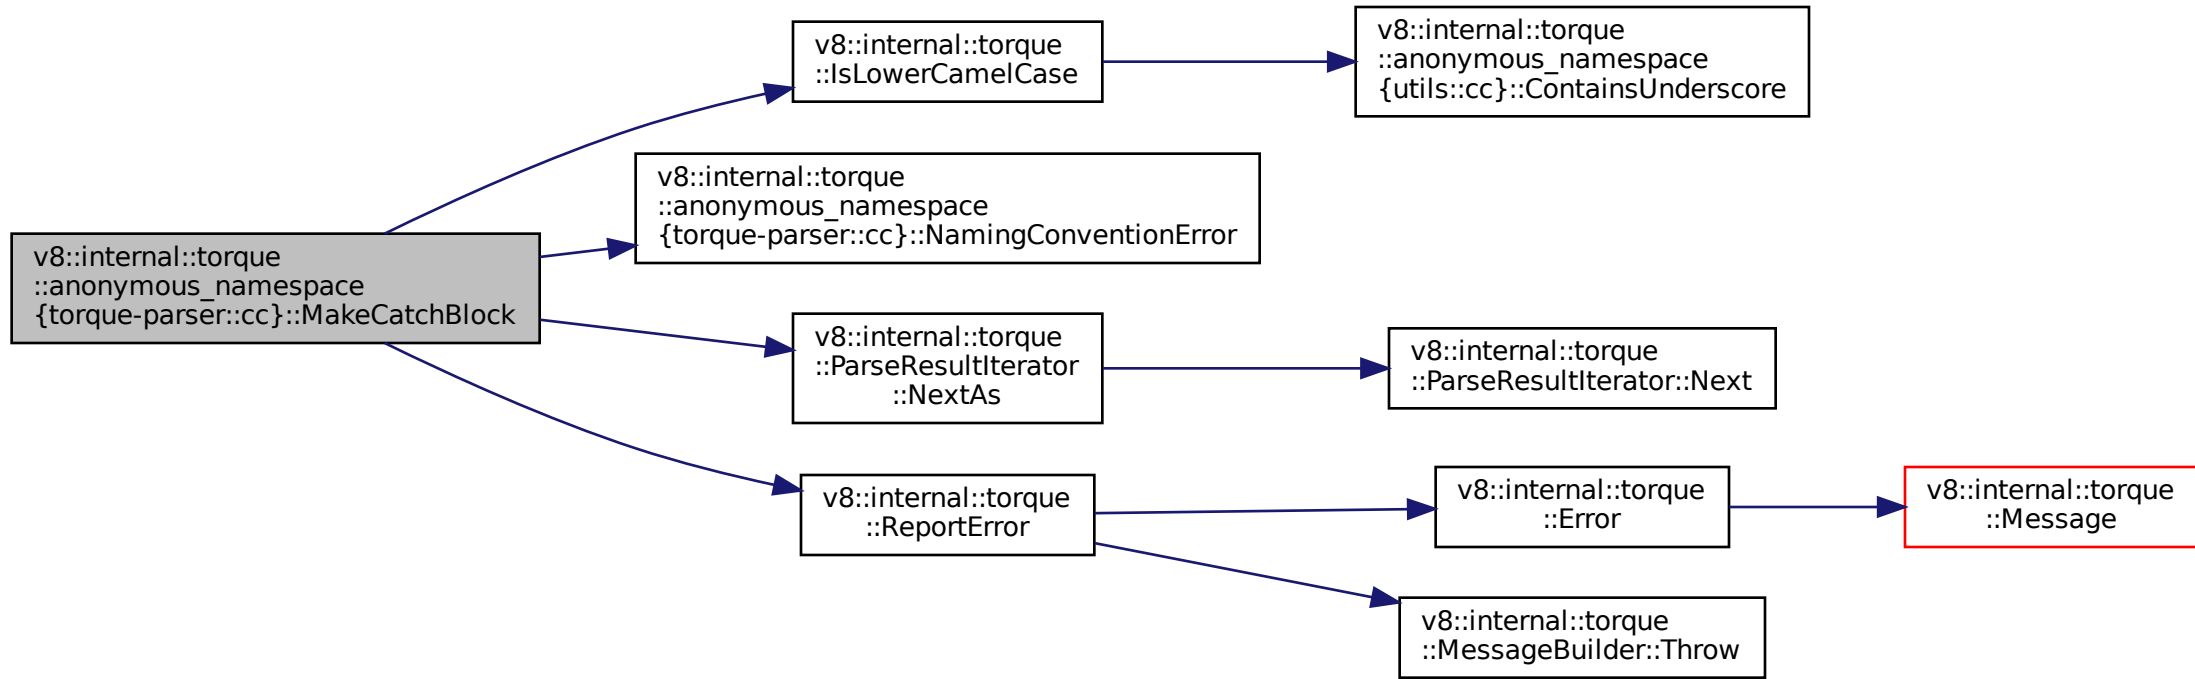 v8::internal::torque
::IsLowerCamelCase
v8::internal::torque
::anonymous_namespace
{utils::cc}::ContainsUnderscore
v8::internal::torque
::anonymous_namespace
{torque-parser::cc}::NamingConventionError
v8::internal::torque
::anonymous_namespace
{torque-parser::cc}::MakeCatchBlock
v8::internal::torque
::ParseResultIterator
::NextAs
v8::internal::torque
::ParseResultIterator::Next
v8::internal::torque
::ReportError
v8::internal::torque
::Error
v8::internal::torque
::Message
v8::internal::torque
::MessageBuilder::Throw